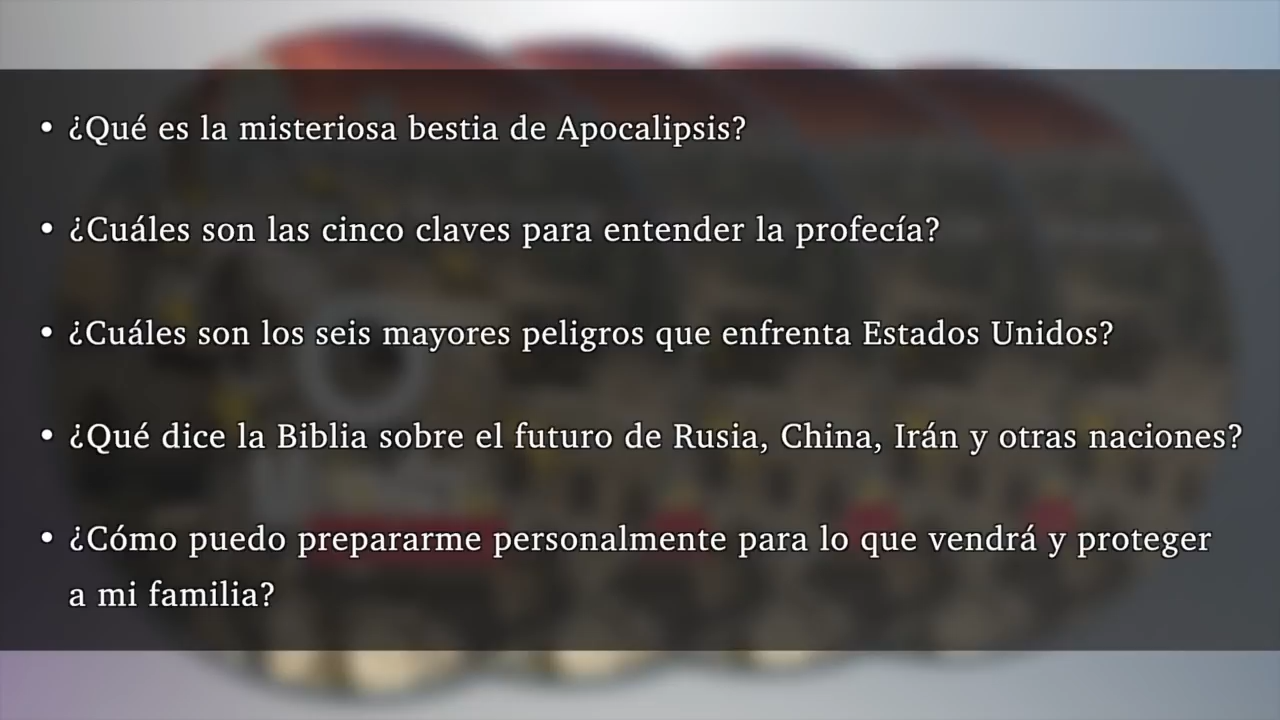 • ¿Qué es la misteriosa bestia de Apocalipsis?
• ¿Cuáles son las cinco claves para entender la profecía?
• ¿Cuáles son los seis mayores peligros que enfrenta Estados Unidos?
• ¿Qué dice la Biblia sobre el futuro de Rusia, China, Irán y otras naciones?
• ¿Cómo puedo prepararme personalmente para lo que vendrá y proteger
a mi familia?